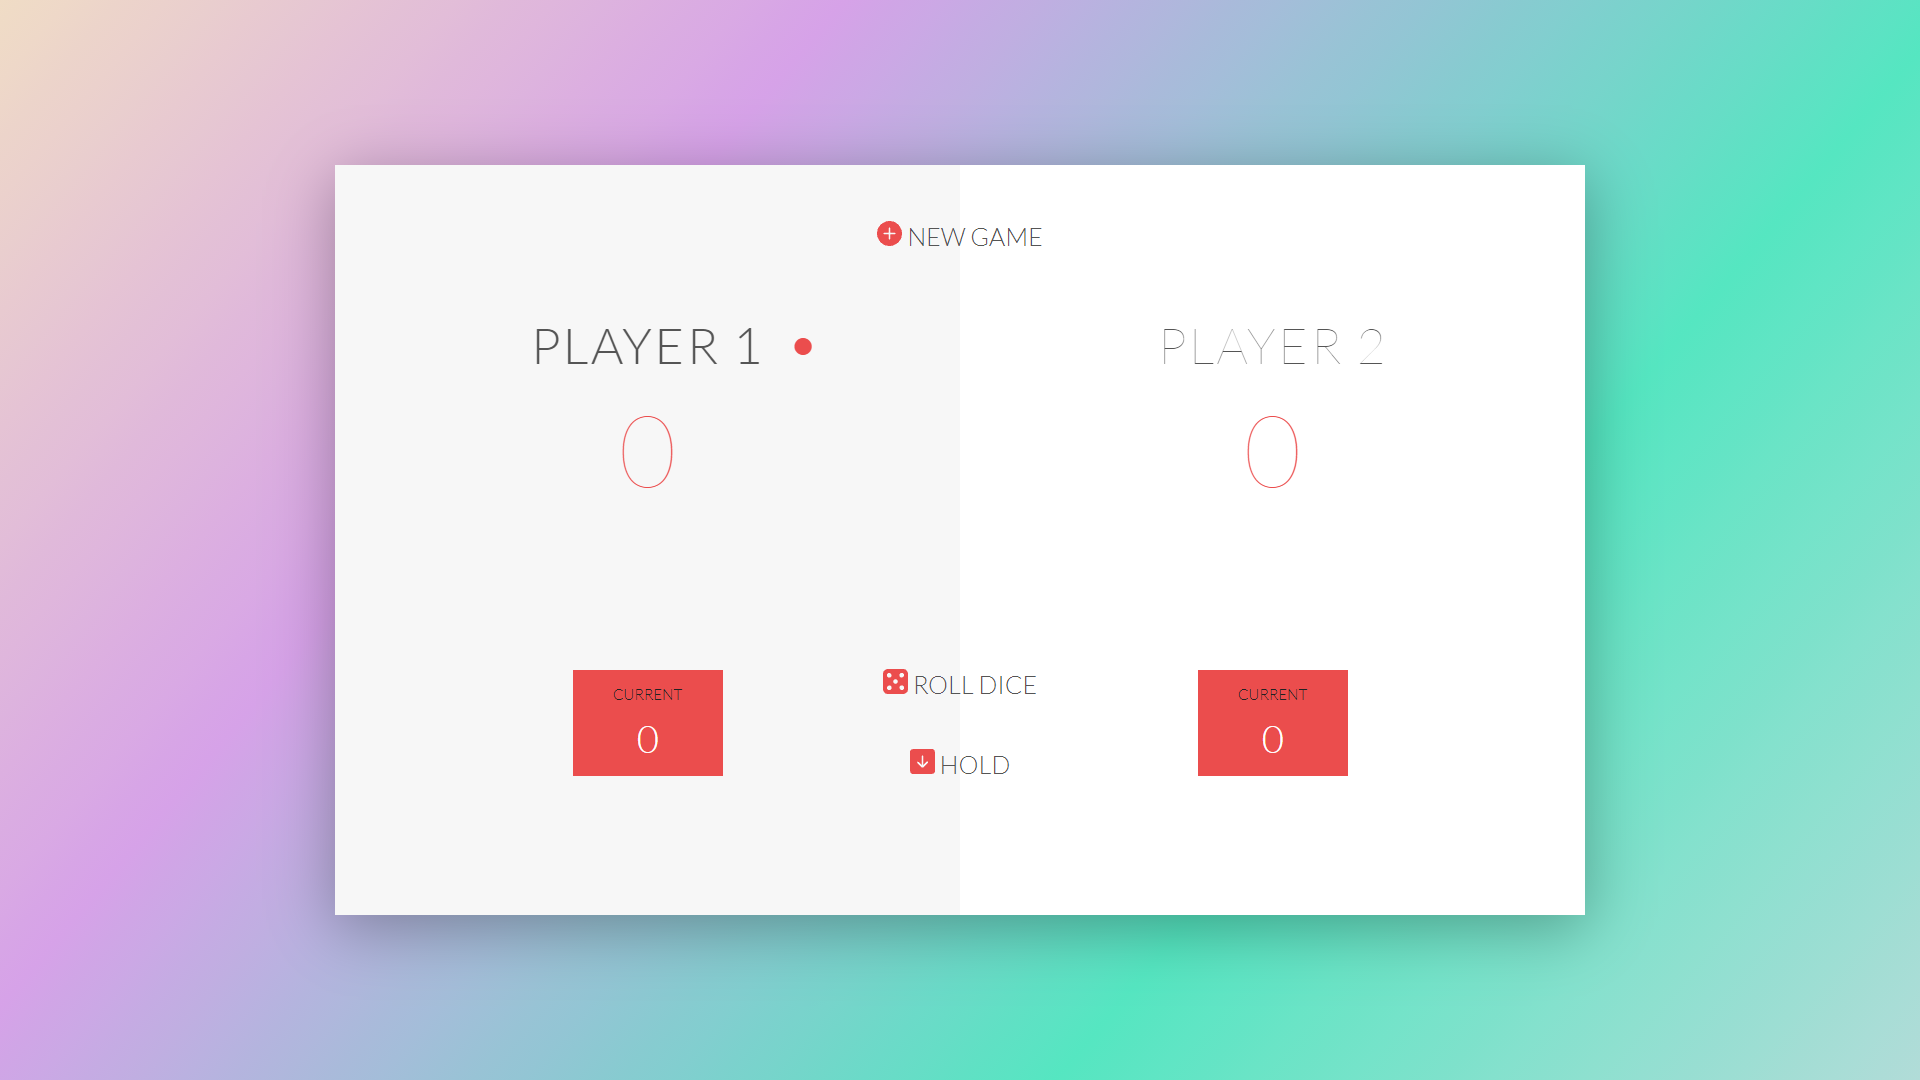 NEW GAME
PLAYER 1
0
CURRENT
0
PLAYER 2
0
CURRENT
0
ROLL DICE
HOLD